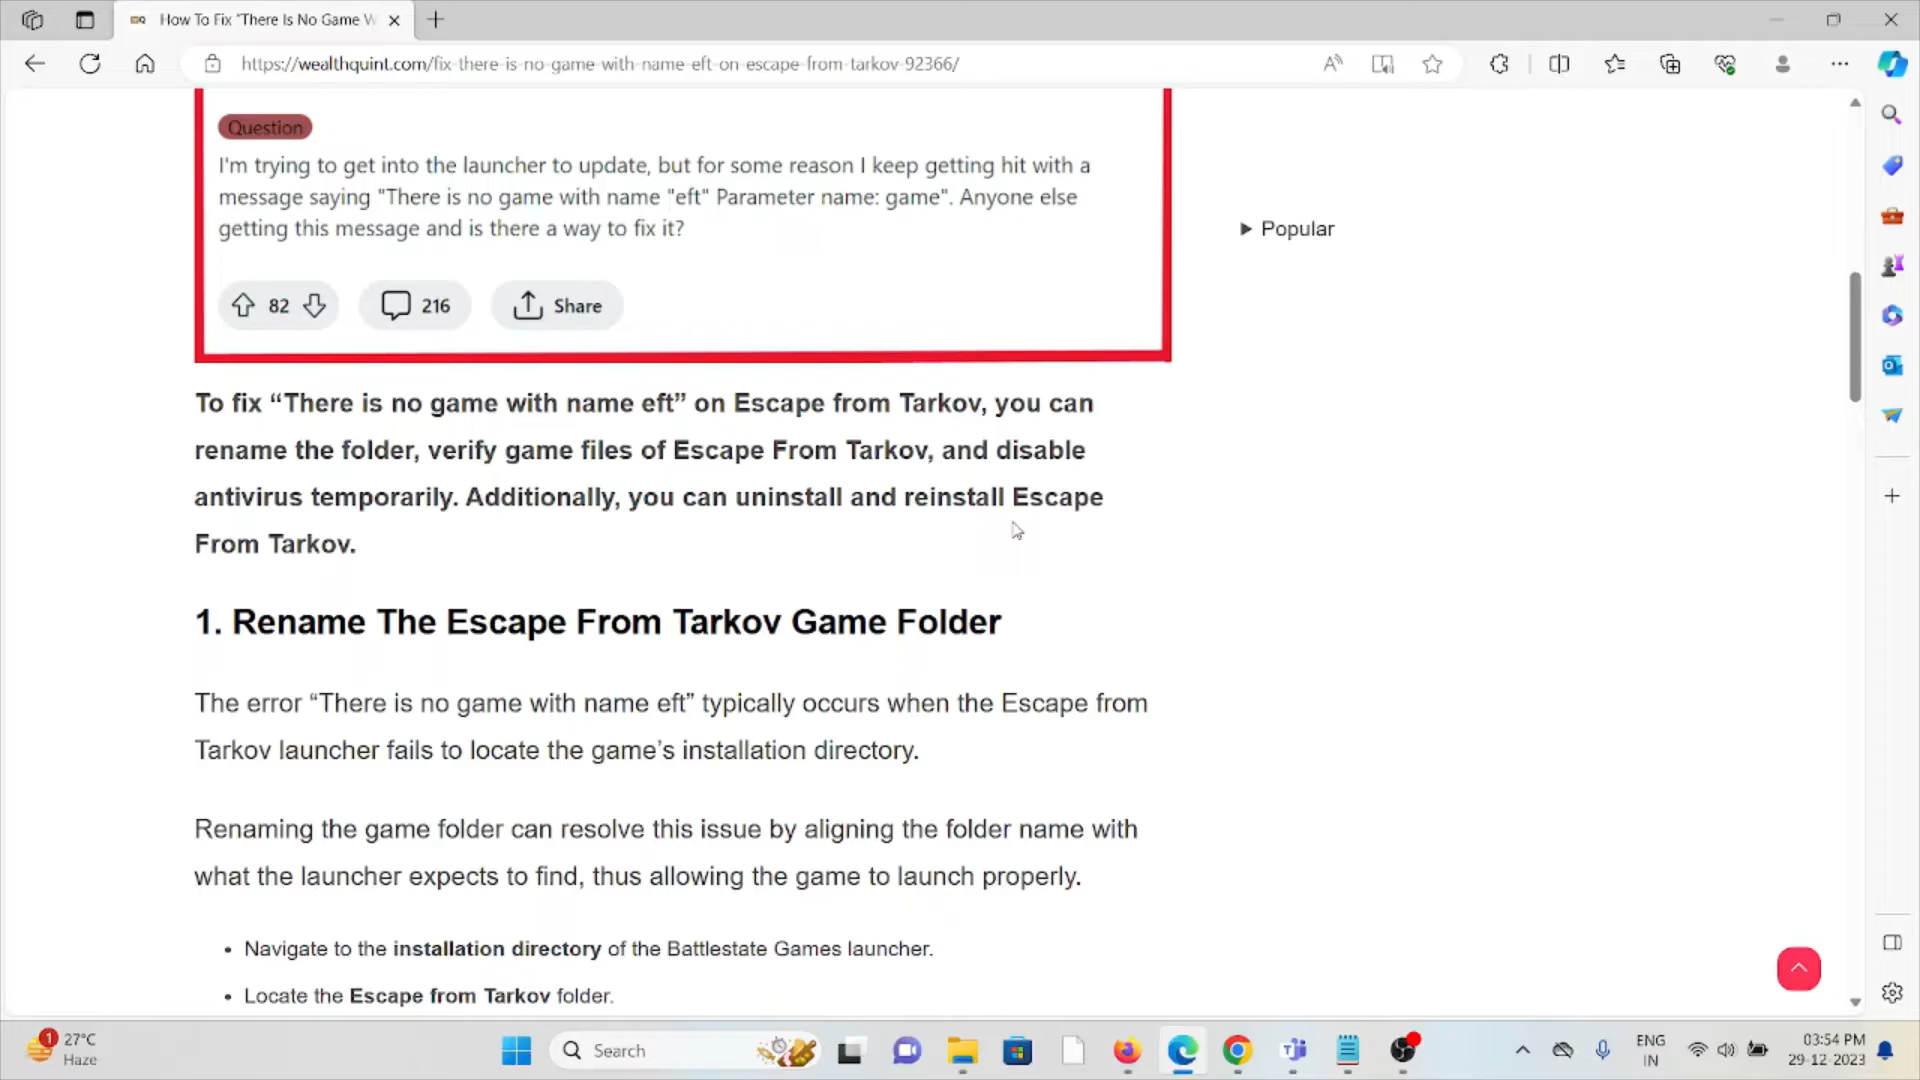 How To Fix "There Is No Game W
https://wealthquint.com/fix-there-is-no-game-with-name-eft-on-escape-from-tarkov-92366/
Question
I'm trying to get into the launcher to update, but for some reason I keep getting hit with a
message saying "There is no game with name "eft" Parameter name: game". Anyone else
getting this message and is there a way to fix it?
82
216
Share
Popular
To fix “There is no game with name eft” on Escape from Tarkov, you can
rename the folder, verify game files of Escape From Tarkov, and disable
antivirus temporarily. Additionally, you can uninstall and reinstall Escape
From Tarkov.
1. Rename The Escape From Tarkov Game Folder
The error “There is no game with name eft” typically occurs when the Escape from
Tarkov launcher fails to locate the game’s installation directory.
Renaming the game folder can resolve this issue by aligning the folder name with
what the launcher expects to find, thus allowing the game to launch properly.
• Navigate to the installation directory of the Battlestate Games launcher.
• Locate the Escape from Tarkov folder.
1
27°C
Haze
Search
ENG
IN
03:54 PM
29-12-2023